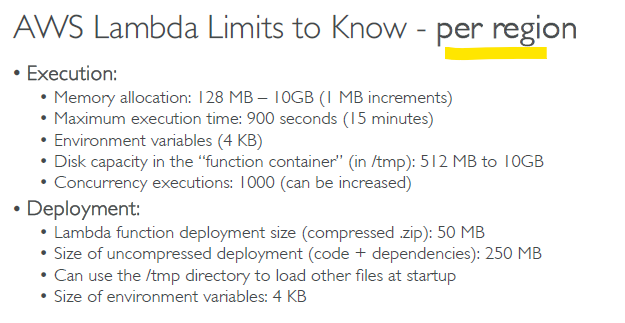 AWS Lambda Limits to Know - per region
• Execution:
• Memory allocation: 128 MB – 10GB (1 MB increments)
• Maximum execution time: 900 seconds (15 minutes)
• Environment variables (4 KB)
• Disk capacity in the “function container” (in /tmp): 512 MB to 10GB
• Concurrency executions: 1000 (can be increased)
• Deployment:
• Lambda function deployment size (compressed .zip): 50 MB
• Size of uncompressed deployment (code + dependencies): 250 MB
• Can use the /tmp directory to load other files at startup
• Size of environment variables: 4 KB